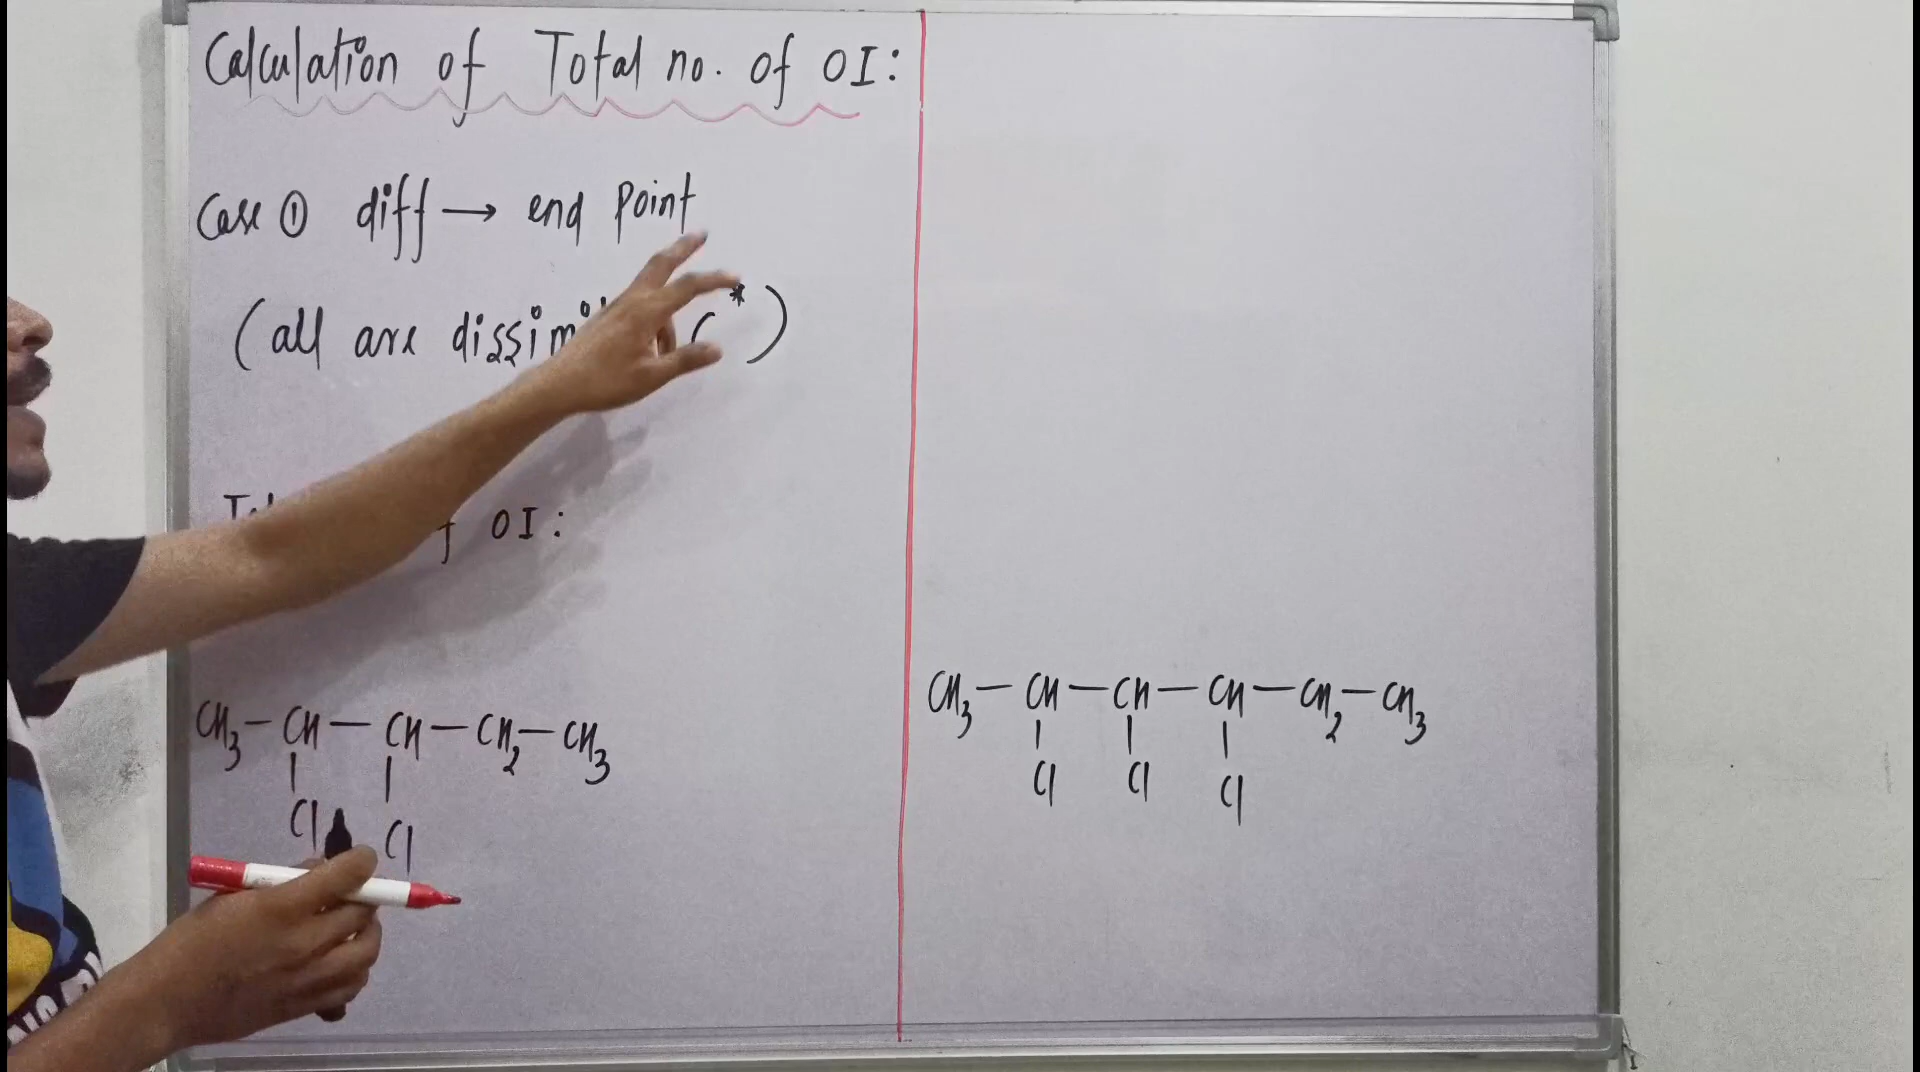 Calculation of Total no. of OI:
Case ① diff → end Point
(all are C*)
OI:
CH₃ — CH — CH — CH₂ — CH₃
Cl Cl
CH₃ — CH — CH — CH — CH₂ — CH₃
Cl Cl Cl